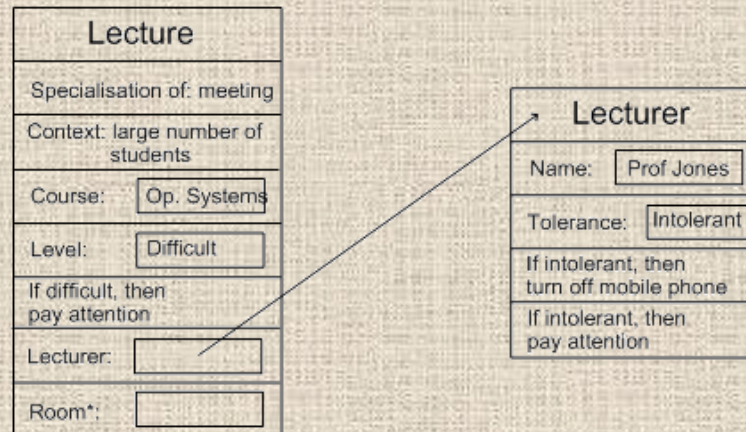 Lecture
Specialisation of: meeting
Context: large number of
students
Course: Op. Systems
Level: Difficult
If difficult, then
pay attention
Lecturer:
Room*:
Lecturer
Name: Prof Jones
Tolerance: Intolerant
If intolerant, then
turn off mobile phone
If intolerant, then
pay attention